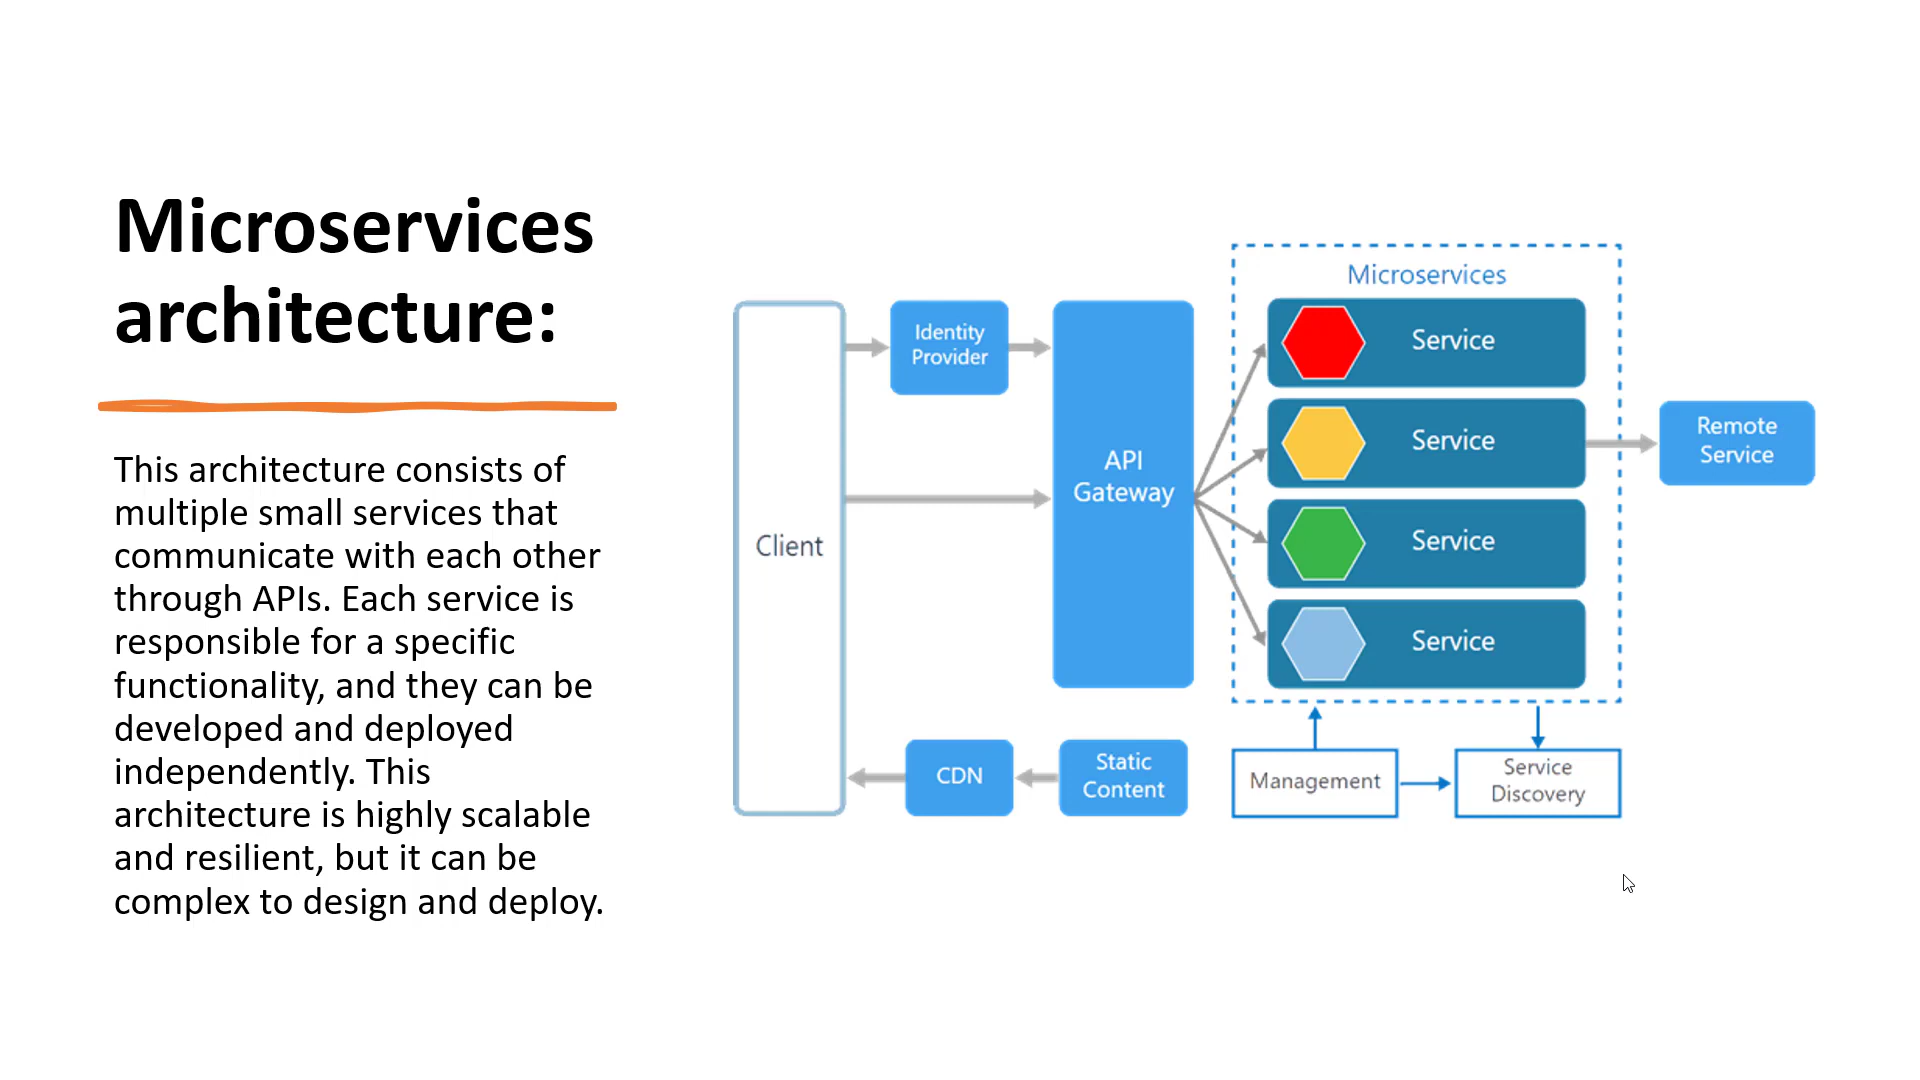 Microservices
architecture:
This architecture consists of
multiple small services that
communicate with each other
through APIs. Each service is
responsible for a specific
functionality, and they can be
developed and deployed
independently. This
architecture is highly scalable
and resilient, but it can be
complex to design and deploy.
Client
Identity
Provider
API
Gateway
CDN
Static
Content
Microservices
Service
Service
Service
Service
Remote
Service
Management
Service
Discovery